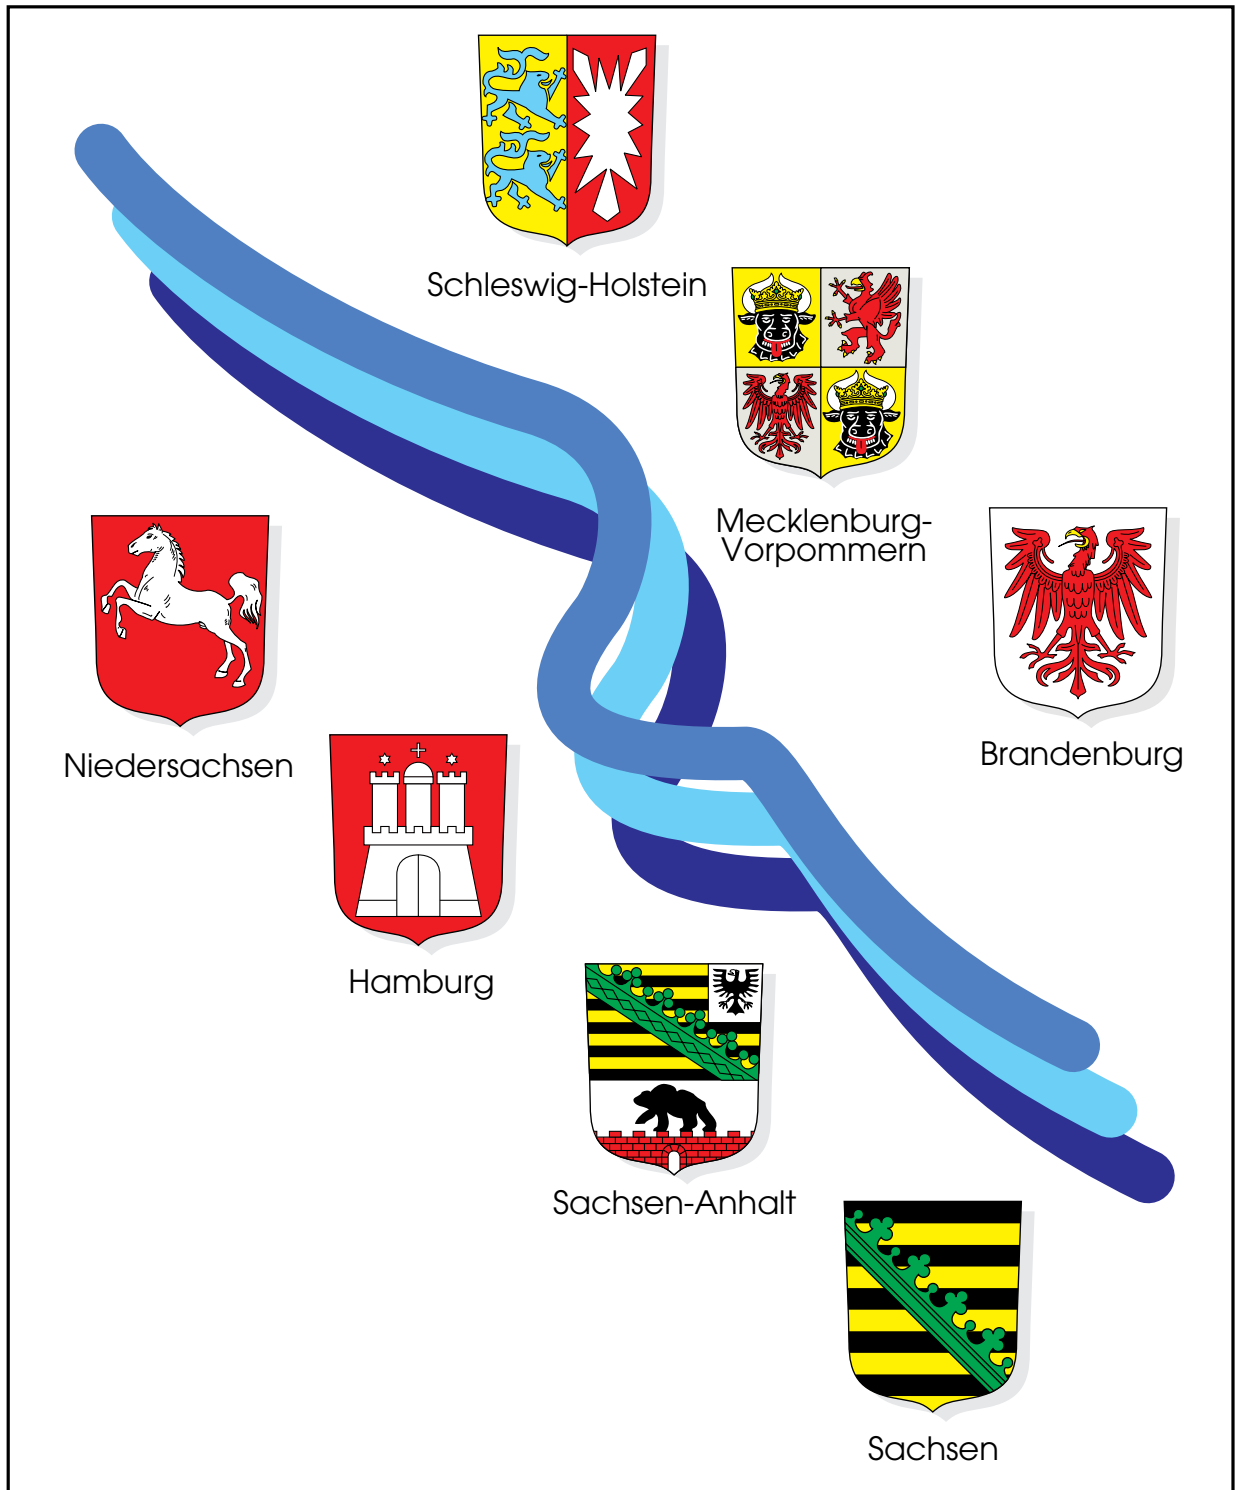 Schleswig-Holstein
Mecklenburg-
Vorpommern
Niedersachsen
Brandenburg
Hamburg
Sachsen-Anhalt
Sachsen